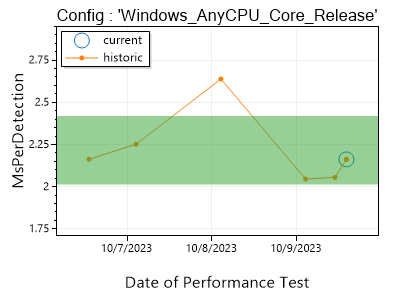 Config : 'Windows_AnyCPU_Core_Release'
current
historic
MsPerDetection
2.75
2.5
2.25
2
1.75
10/7/2023
10/8/2023
10/9/2023
Date of Performance Test